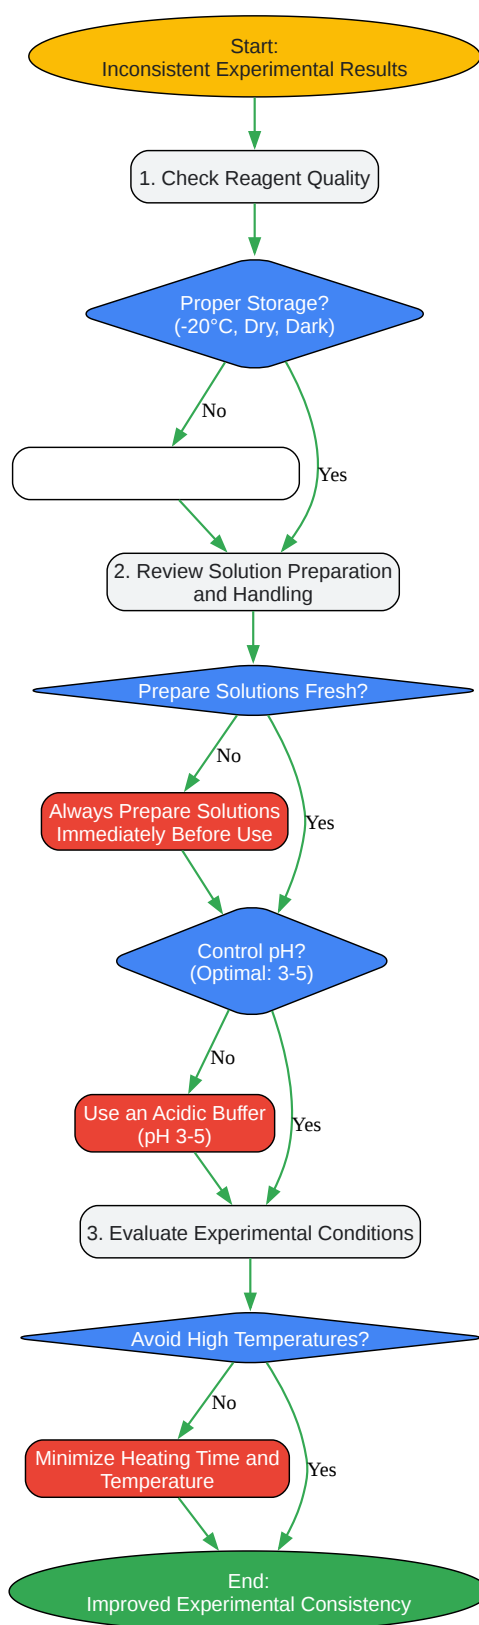 Start:
Inconsistent Experimental Results
1. Check Reagent Quality
Proper Storage?
(-20°C, Dry, Dark)
No
Yes
2. Review Solution Preparation
and Handling
Prepare Solutions Fresh?
No
Always Prepare Solutions
Immediately Before Use
Yes
Control pH?
(Optimal: 3-5)
No
Use an Acidic Buffer
(pH 3-5)
Yes
3. Evaluate Experimental Conditions
Avoid High Temperatures?
No
Minimize Heating Time and
Temperature
Yes
End:
Improved Experimental Consistency